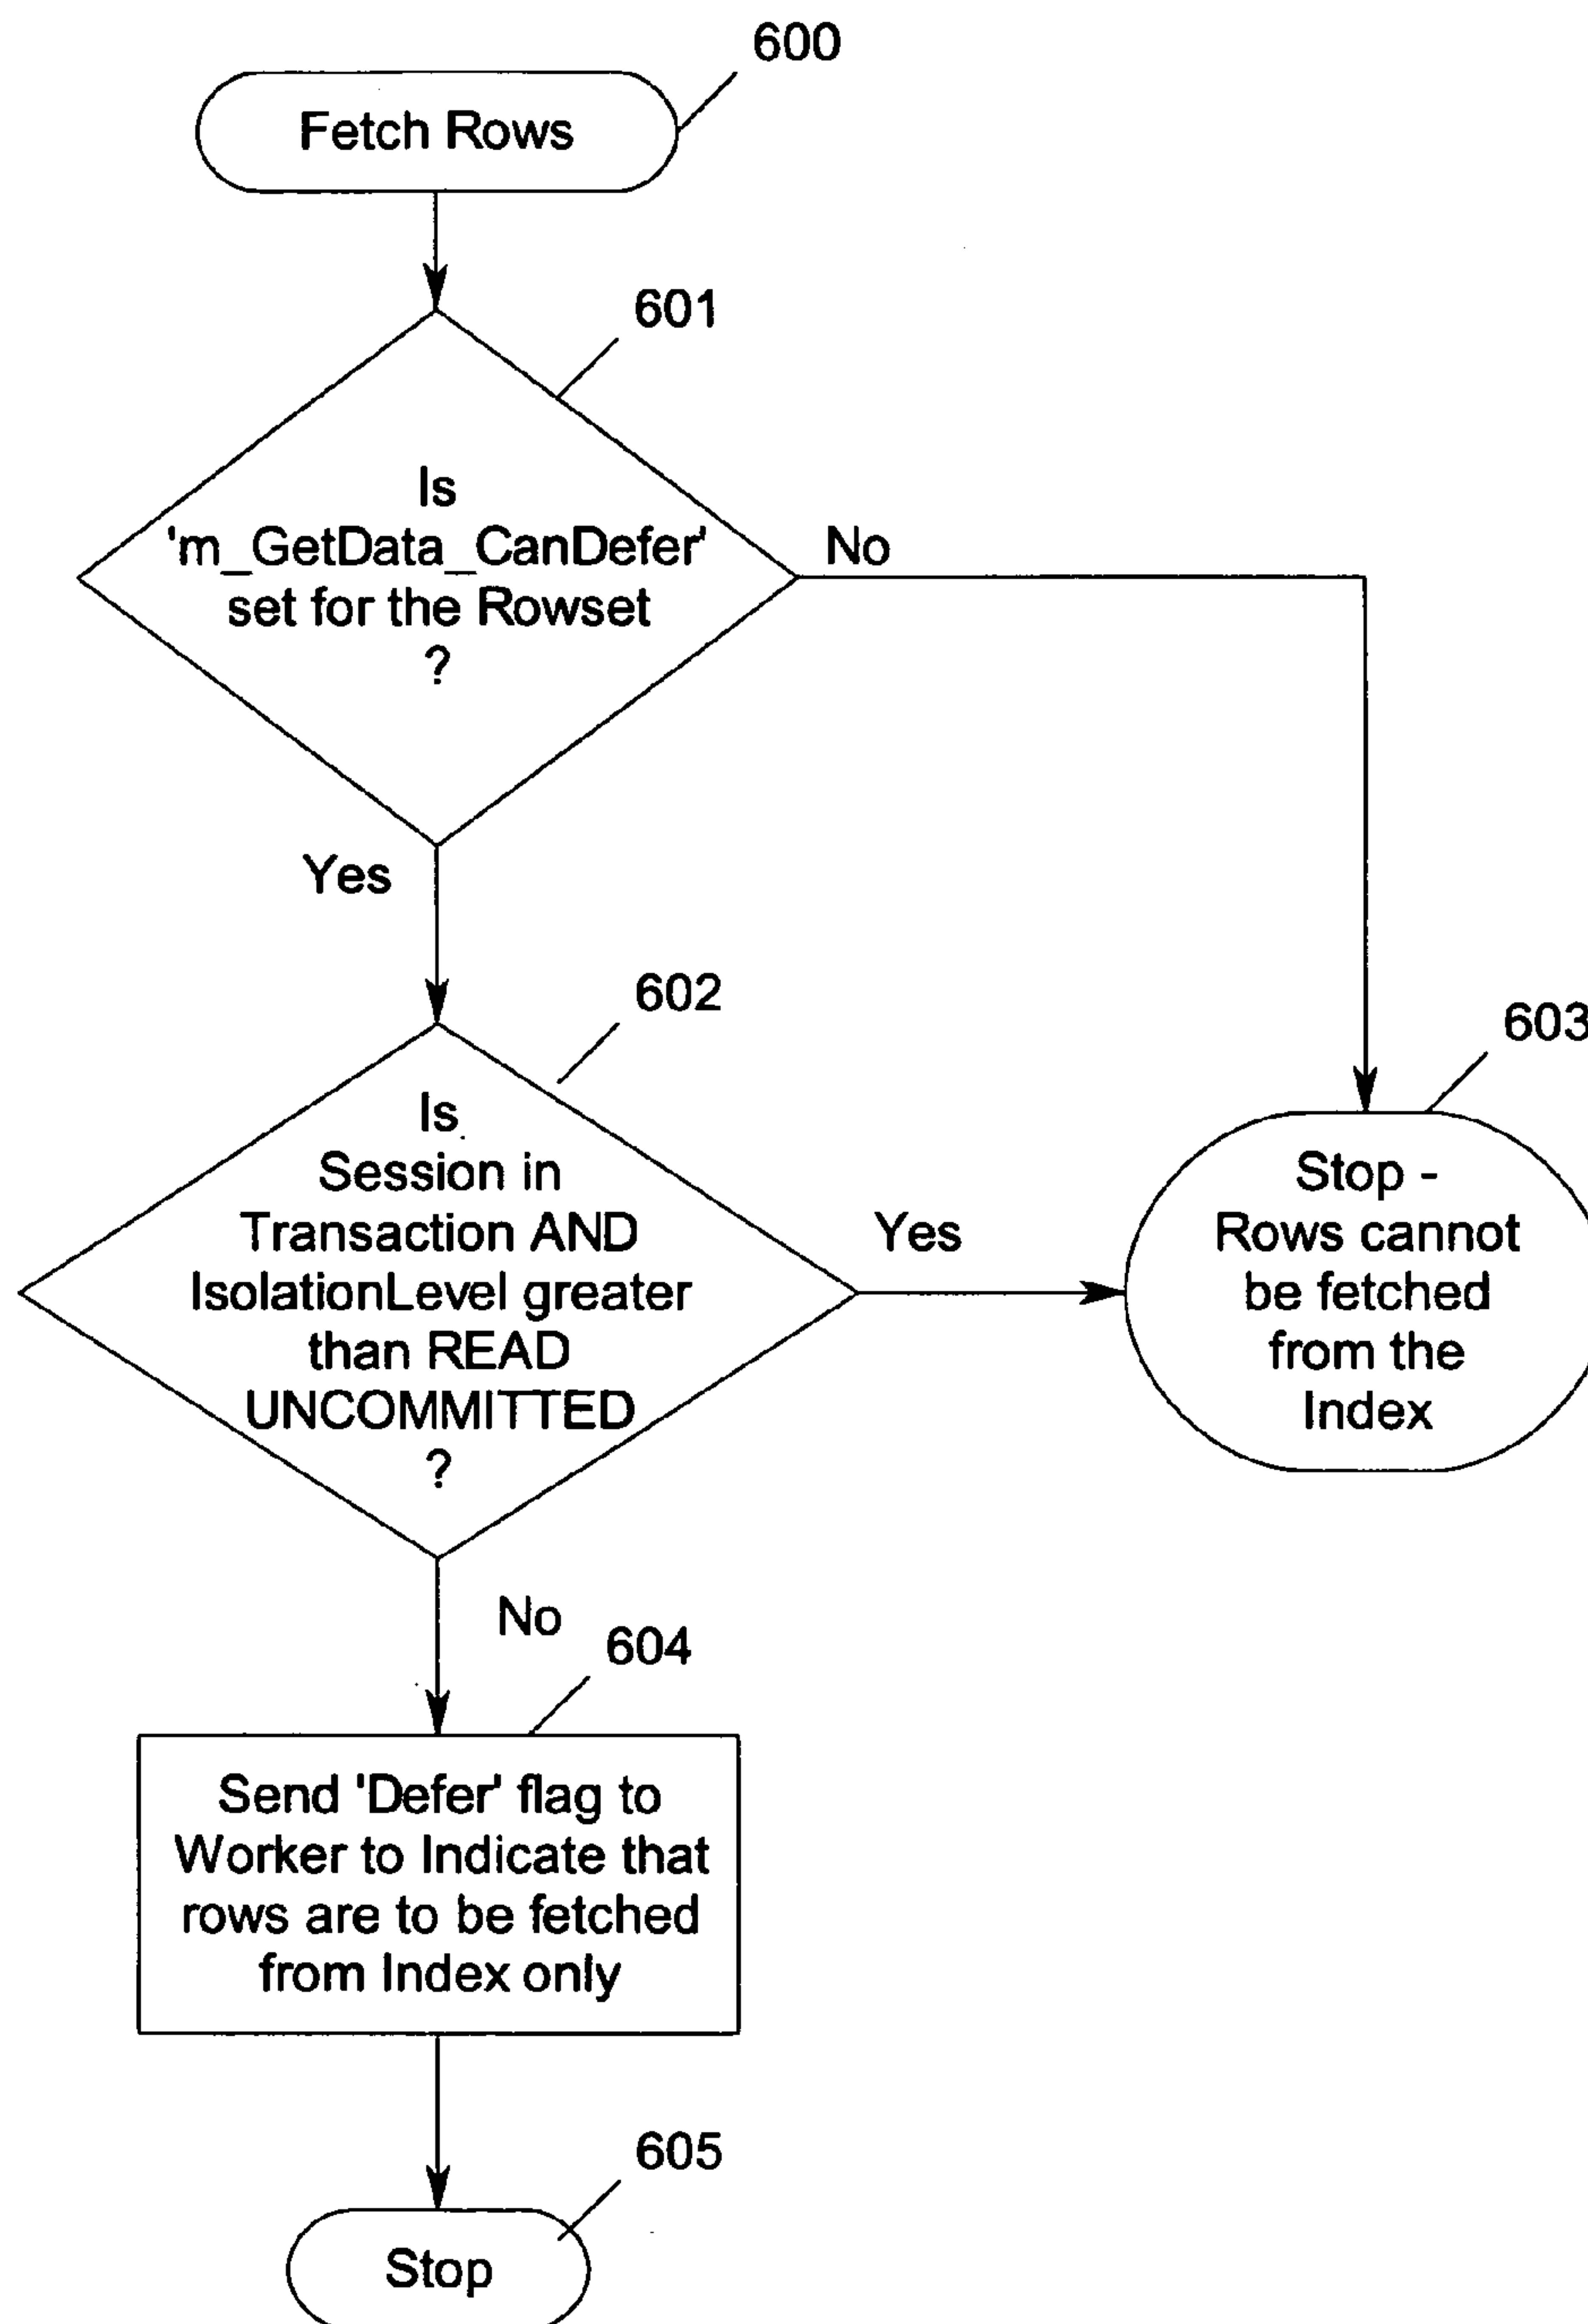 600
Fetch Rows
601
Is
'm_GetData_CanDefer'
set for the Rowset
?
No
Yes
602
603
Is
Session in
Transaction AND
IsolationLevel greater
than READ
UNCOMMITTED
?
Yes
Stop -
Rows cannot
be fetched
from the
Index
No
604
Send 'Defer' flag to
Worker to Indicate that
rows are to be fetched
from Index only
605
Stop